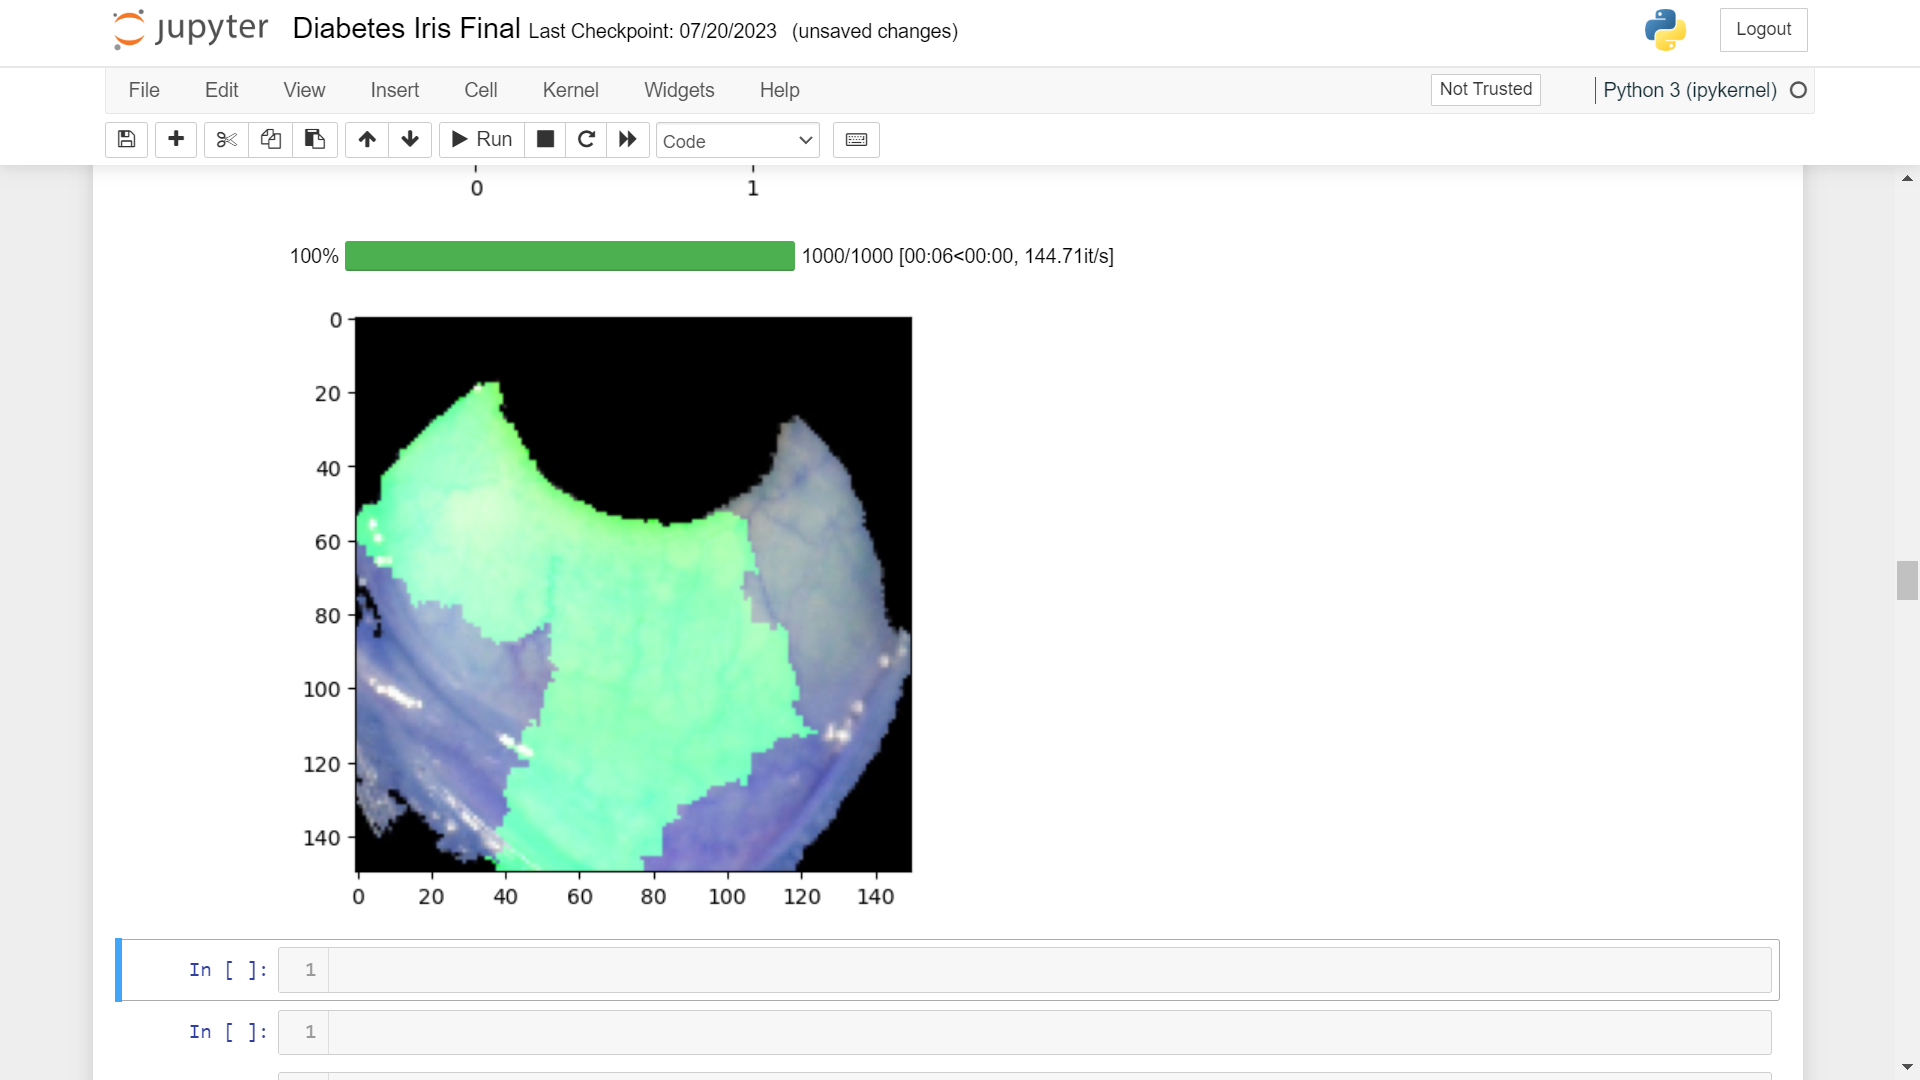 jupyter Diabetes Iris Final Last Checkpoint: 07/20/2023 (unsaved changes) Logout
File Edit View Insert Cell Kernel Widgets Help Not Trusted Python 3 (ipykernel)
Run Code
0 1
100% 1000/1000 [00:06<00:00, 144.71it/s]
0
20
40
60
80
100
120
140
0 20 40 60 80 100 120 140
In [ ]: 1
In [ ]: 1